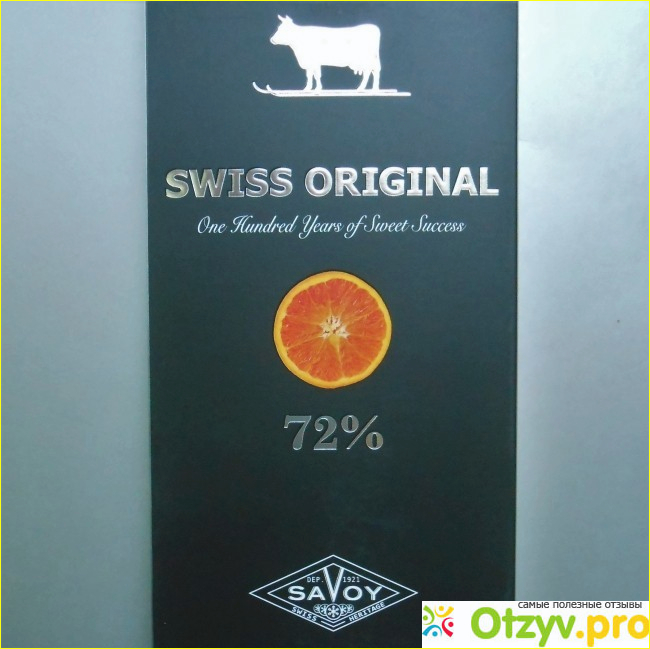 SWISS ORIGINAL
One Hundred Years of Sweet Success
72%
DEP. 1921
SAVOY
SWISS HERITAGE
самые полезные отзывы
Otzyv.pro